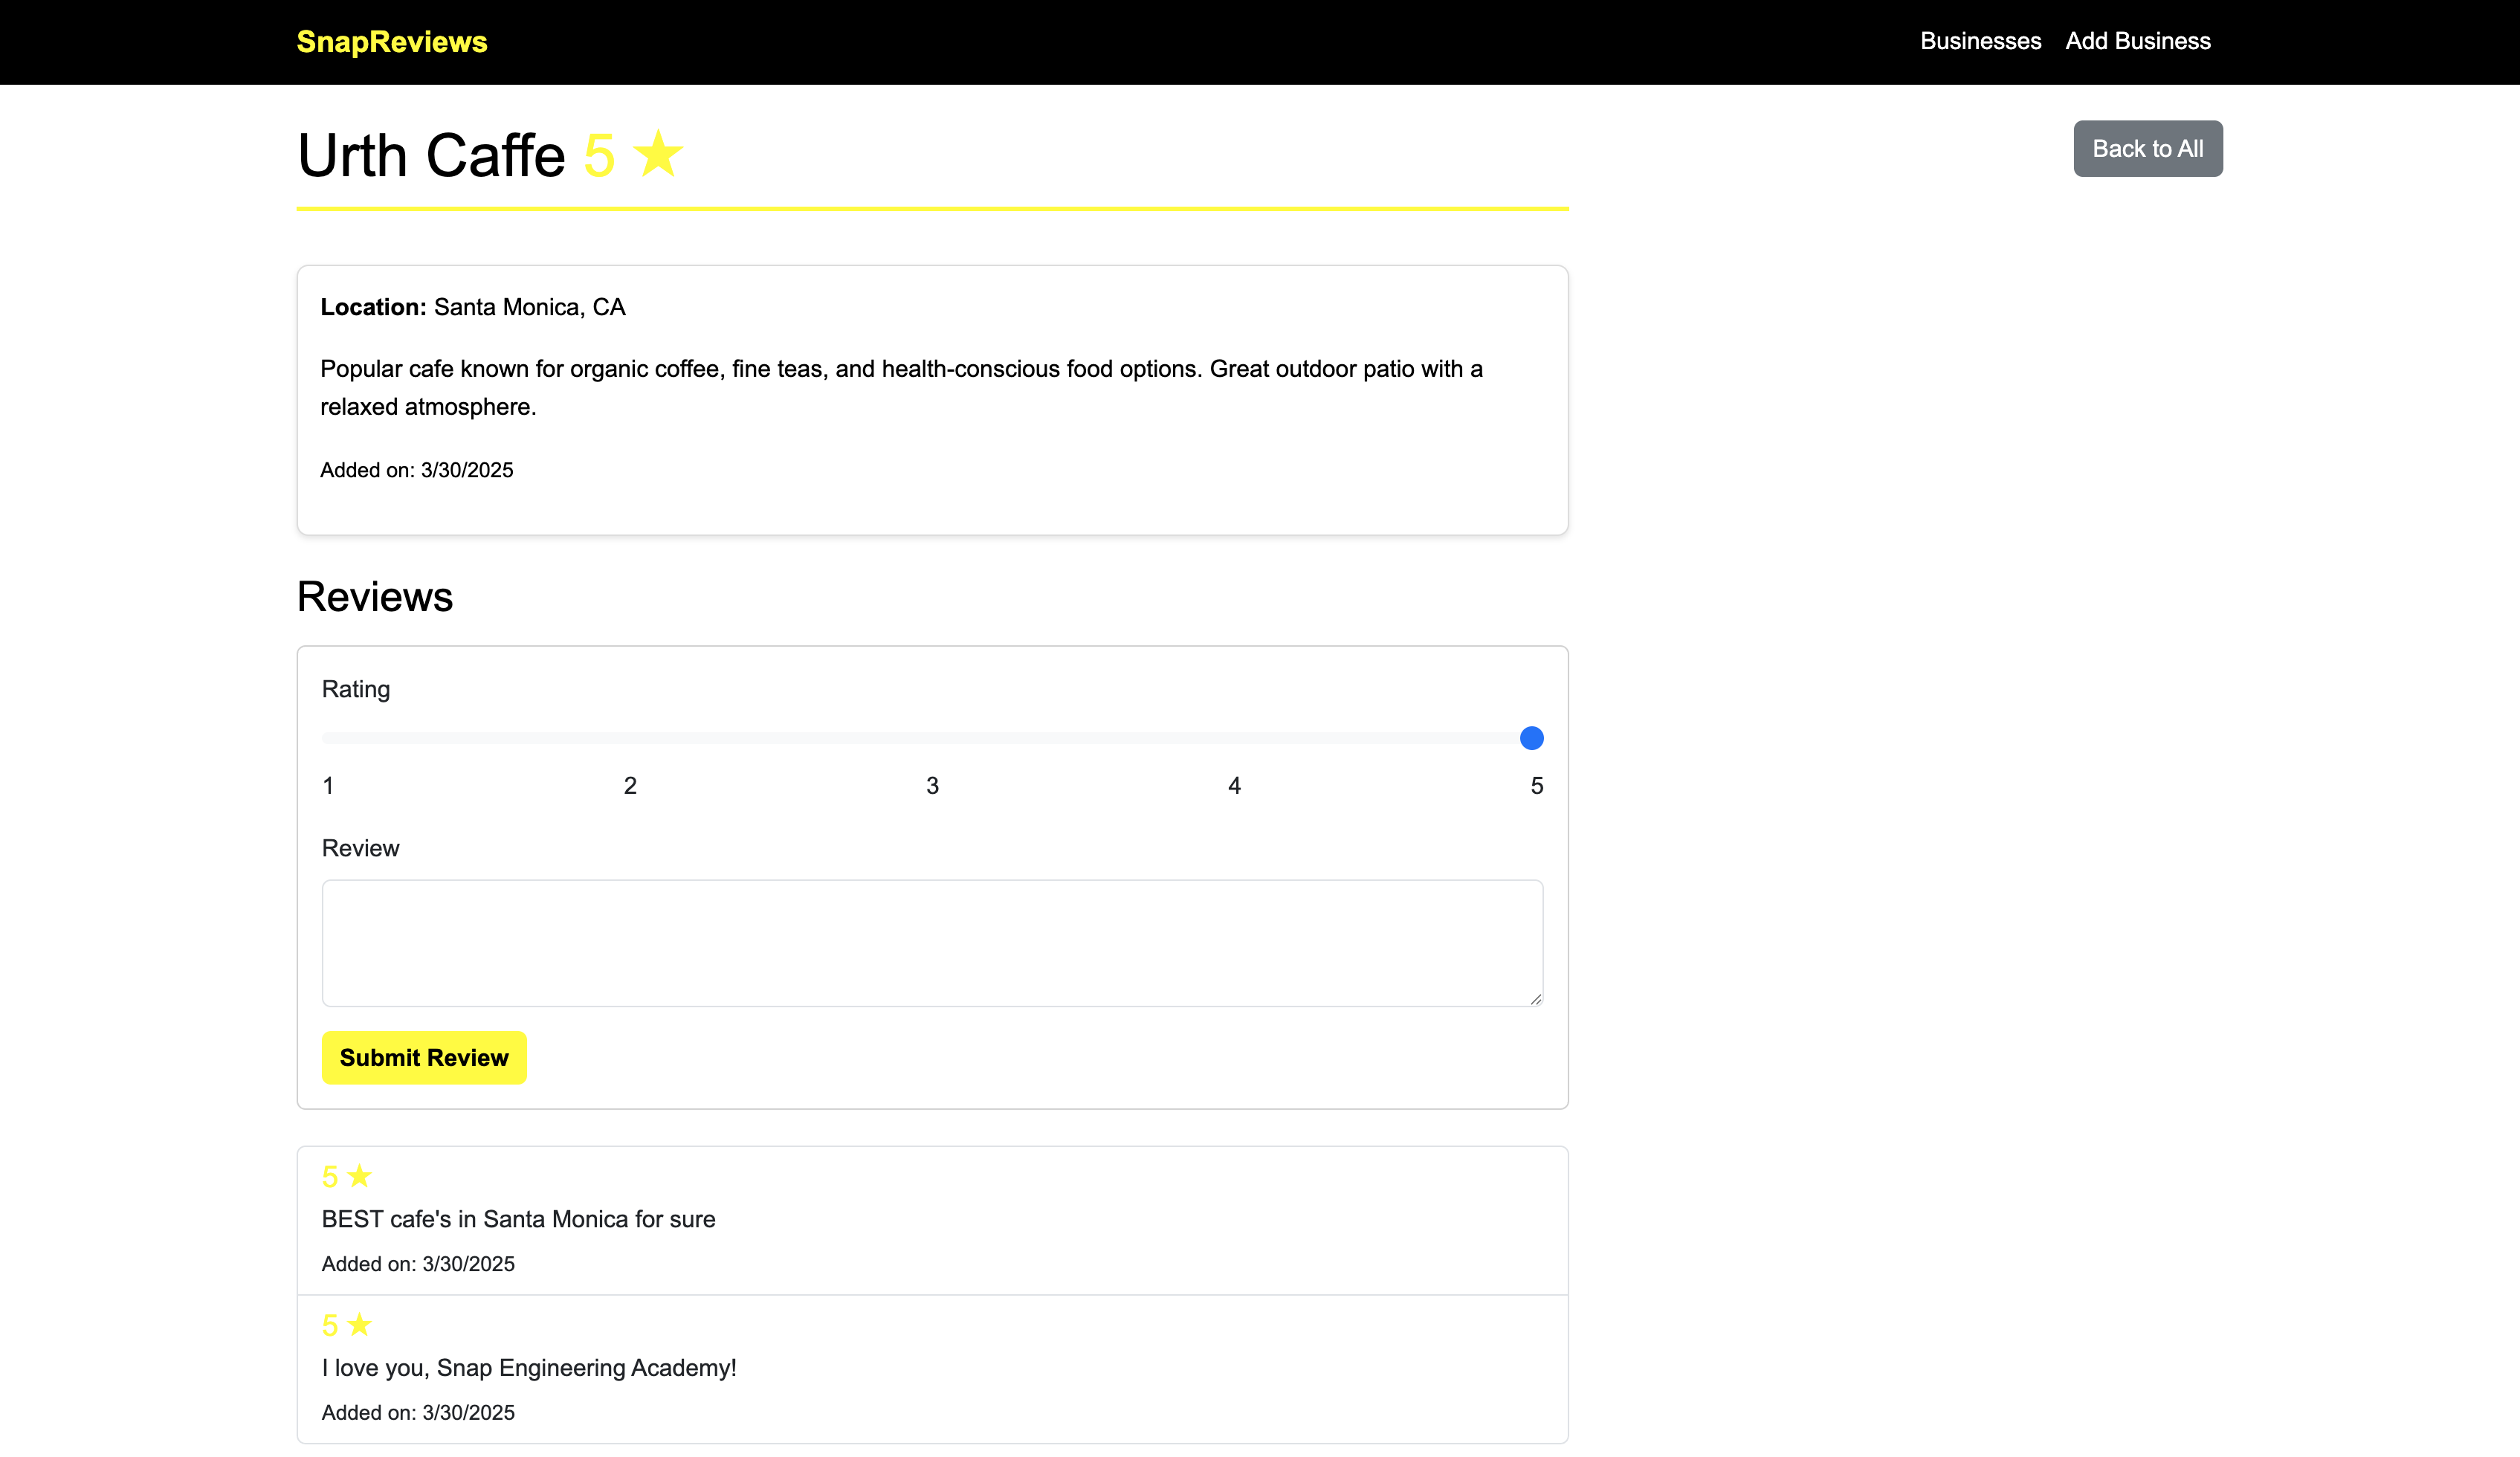 SnapReviews
Businesses Add Business
Urth Caffe 5 ★
Back to All
Location: Santa Monica, CA
Popular cafe known for organic coffee, fine teas, and health-conscious food options. Great outdoor patio with a
relaxed atmosphere.
Added on: 3/30/2025
Reviews
Rating
1 2 3 4 5
Review
Submit Review
5 ★
BEST cafe's in Santa Monica for sure
Added on: 3/30/2025
5 ★
I love you, Snap Engineering Academy!
Added on: 3/30/2025